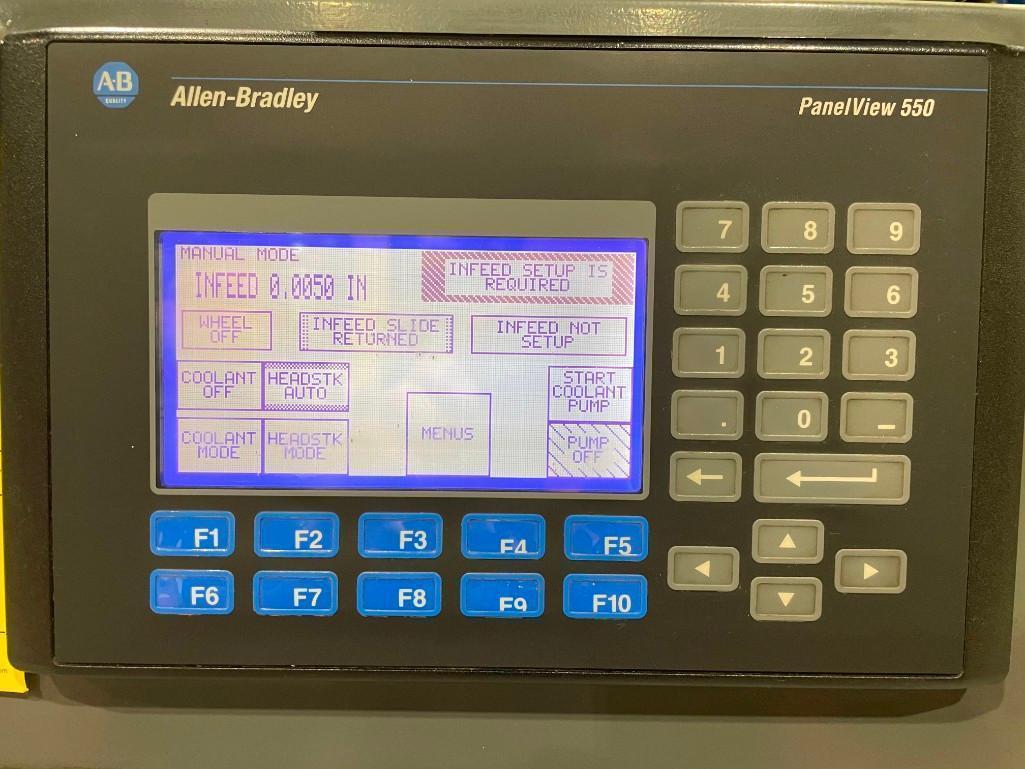 A·B
QUALITY
Allen-Bradley
PanelView 550
MANUAL MODE
INFEED 0.0050 IN
INFEED SETUP IS
REQUIRED
WHEEL
OFF
INFEED SLIDE
RETURNED
INFEED NOT
SETUP
COOLANT
OFF
HEADSTK
AUTO
START
COOLANT
PUMP
COOLANT
MODE
HEADSTK
MODE
MENUS
PUMP
OFF
7 8 9
4 5 6
1 2 3
. 0 –
F1 F2 F3 F4 F5
F6 F7 F8 F9 F10